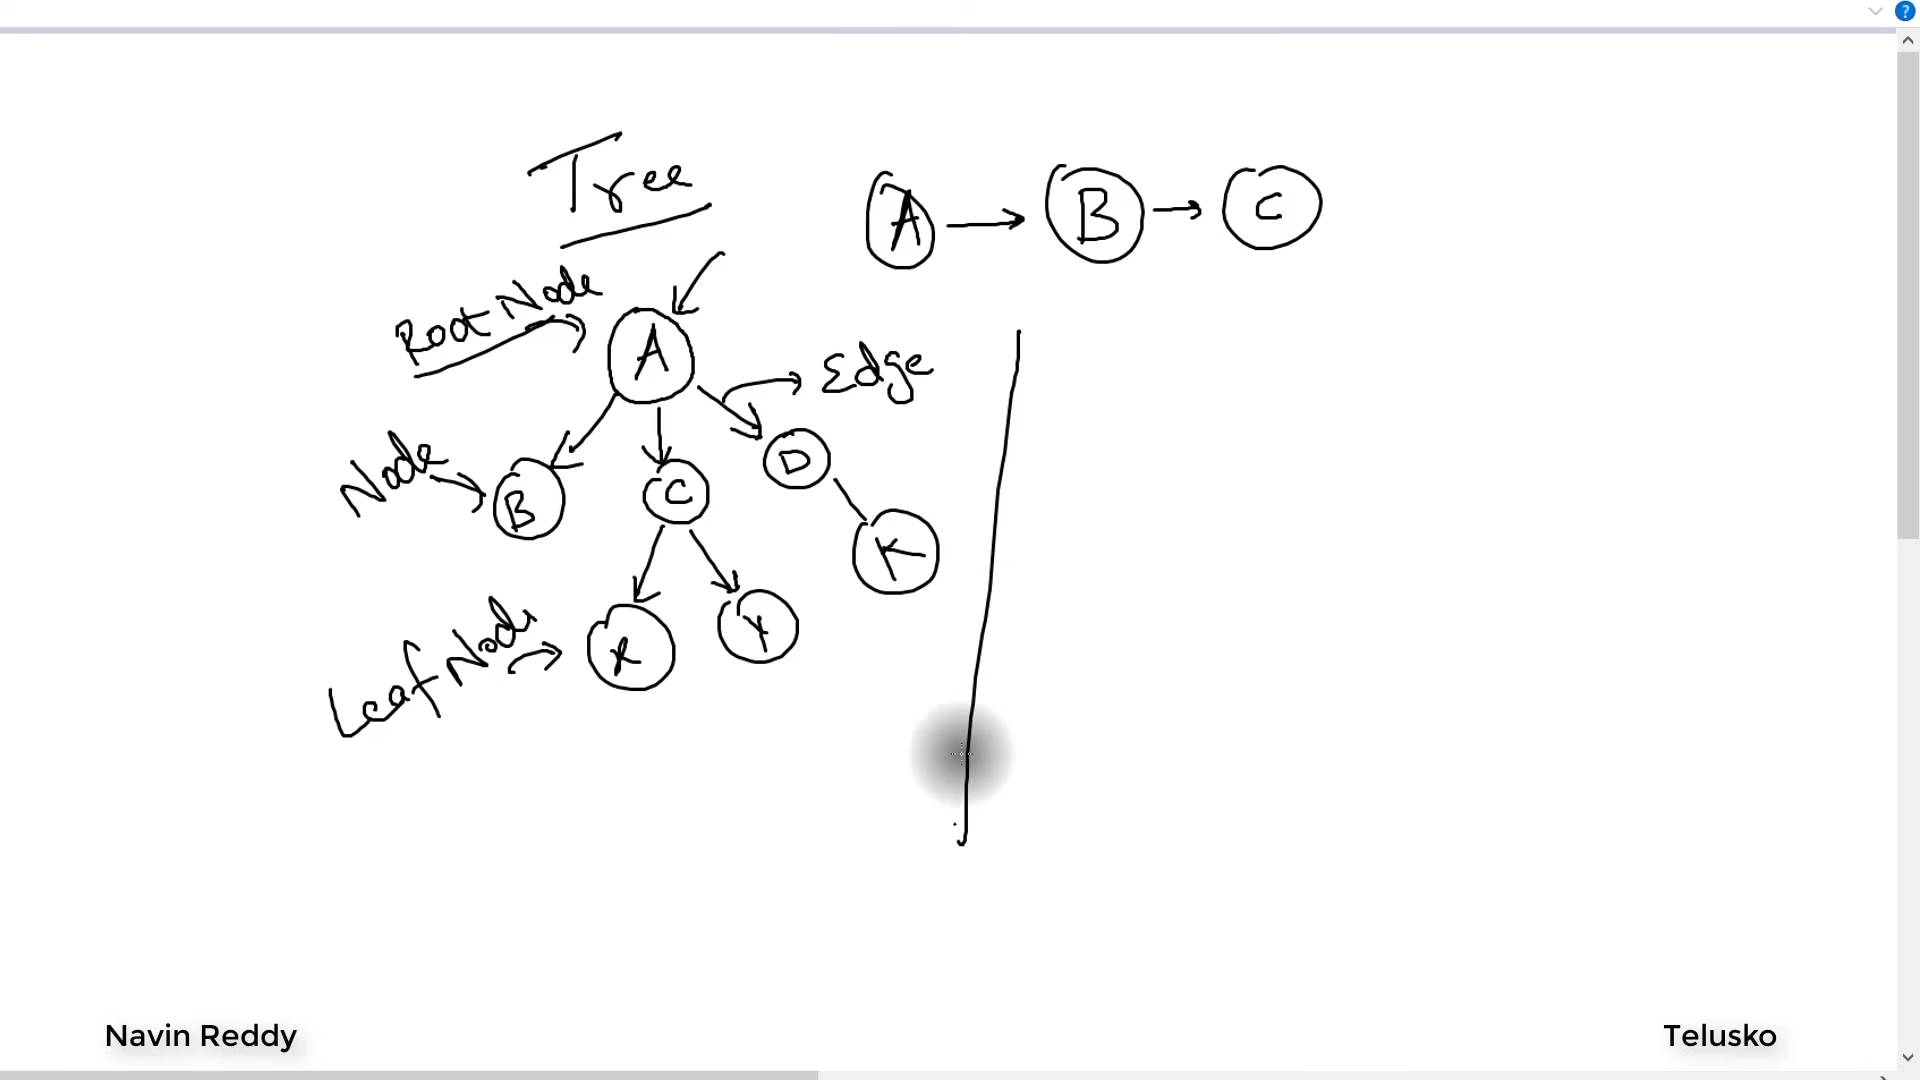 Tree
A B C
Root Node
A
Edge
Node
B C D
K
Leaf Node
X Y
Navin Reddy
Telusko
?